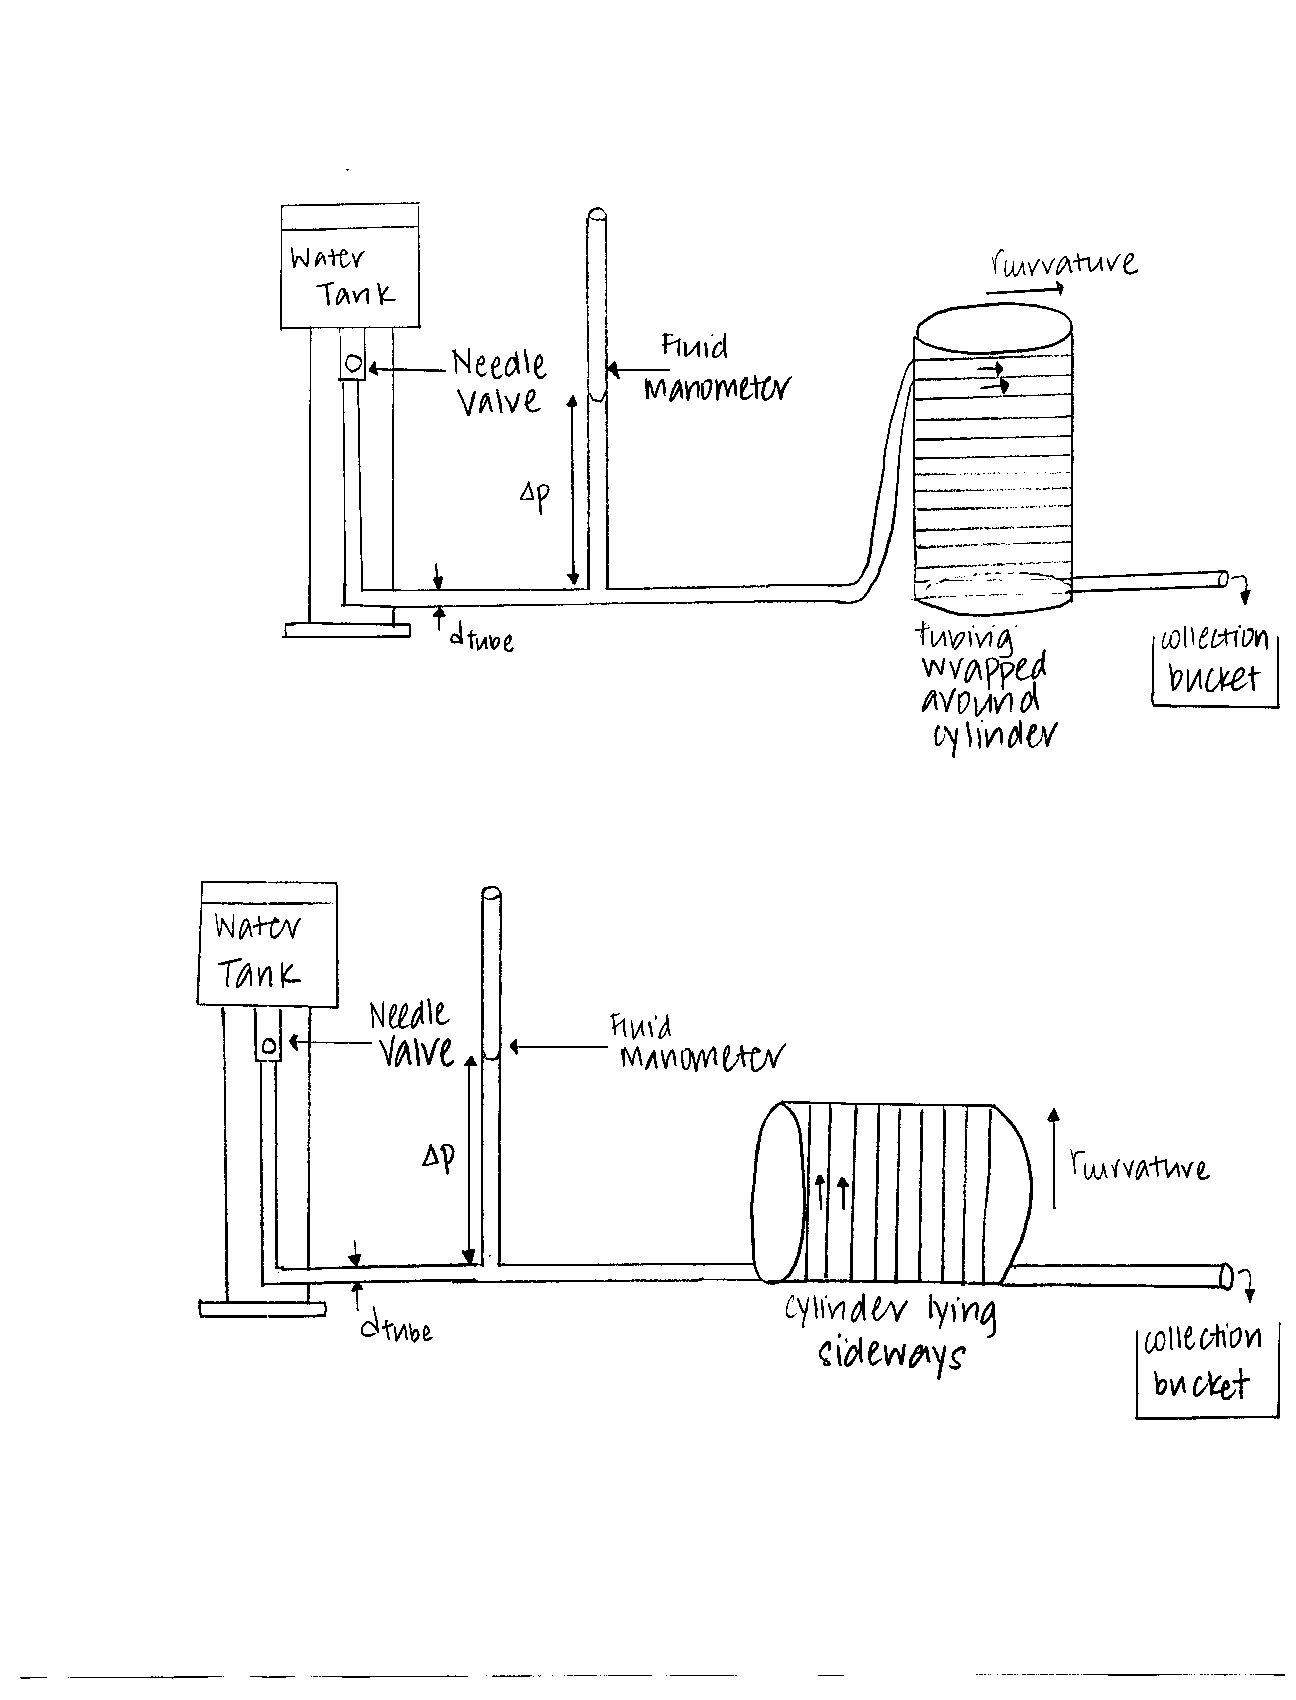 Water
Tank
rcurvature
Needle
valve
Fluid
manometer
Δp
dtube
tubing
wrapped
around
cylinder
collection
bucket
Water
Tank
Needle
valve
Fluid
manometer
Δp
rcurvature
dtube
cylinder lying
sideways
collection
bucket